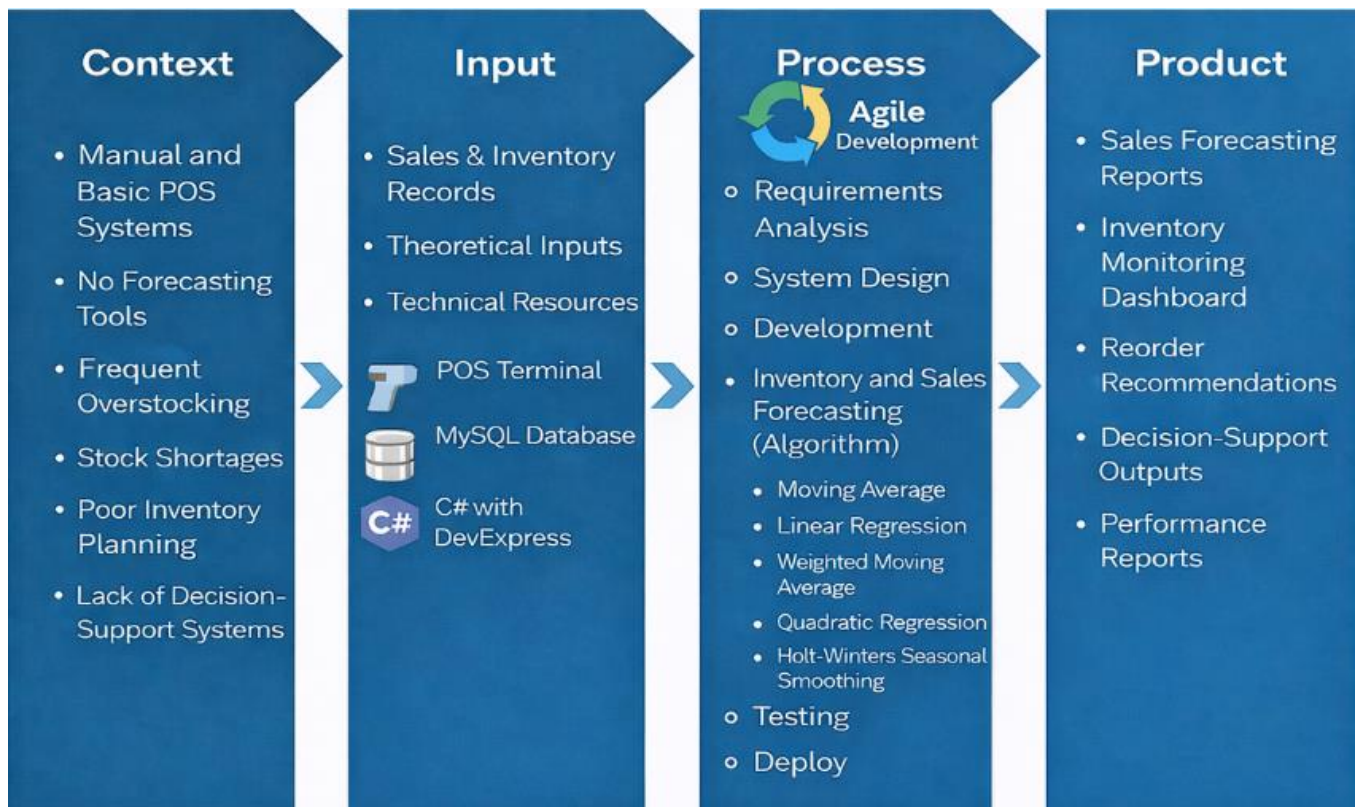 Context
• Manual and
Basic POS
Systems
• No Forecasting
Tools
• Frequent
Overstocking
• Stock Shortages
• Poor Inventory
Planning
• Lack of Decision-
Support Systems
Input
• Sales & Inventory
Records
• Theoretical Inputs
• Technical Resources
POS Terminal
MySQL Database
C#
C# with
DevExpress
Process
Agile
Development
○ Requirements
Analysis
○ System Design
○ Development
• Inventory and Sales
Forecasting
(Algorithm)
• Moving Average
• Linear Regression
• Weighted Moving
Average
• Quadratic Regression
• Holt-Winters Seasonal
Smoothing
○ Testing
○ Deploy
Product
• Sales Forecasting
Reports
• Inventory
Monitoring
Dashboard
• Reorder
Recommendations
• Decision-Support
Outputs
• Performance
Reports